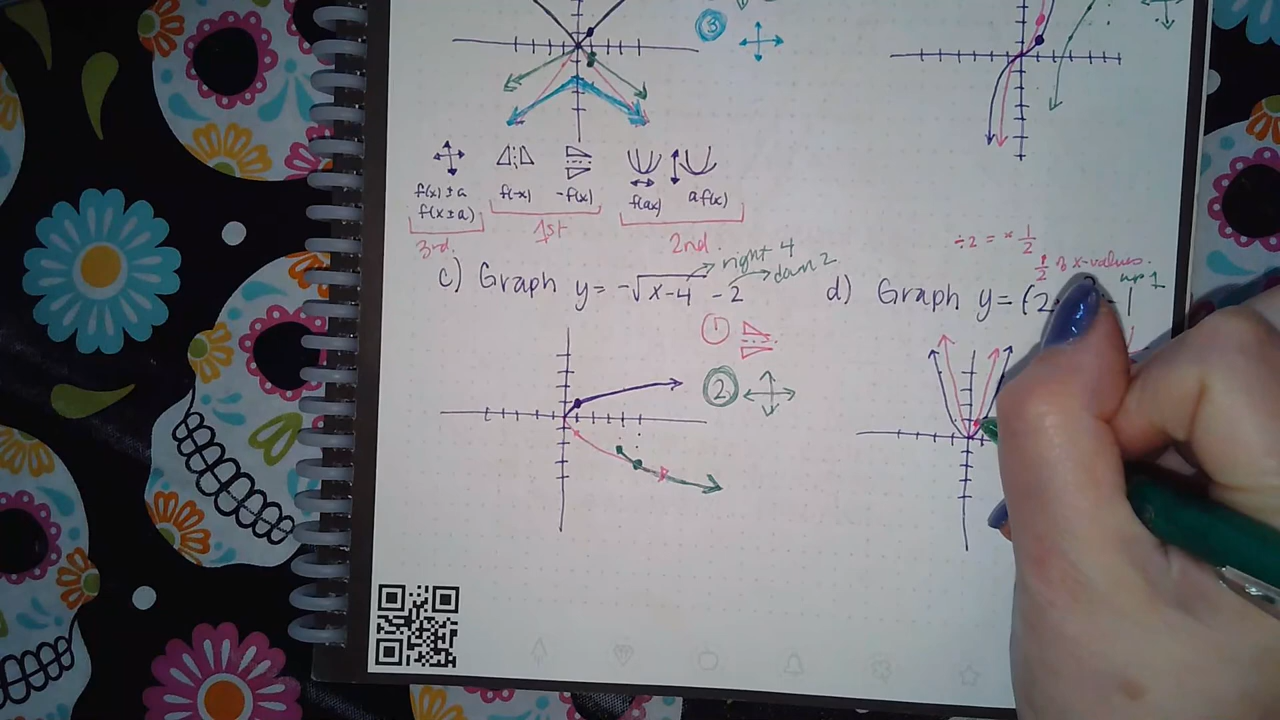 ③
f(x) ± a
f(x ± a)
f(-x)
-f(x)
f(ax)
af(x)
3rd.
1st
2nd
÷2 = × 1/2
1/2 x-values.
right 4
down 2
up 1
c) Graph y = -√x-4 - 2
d) Graph y = (2
①
②